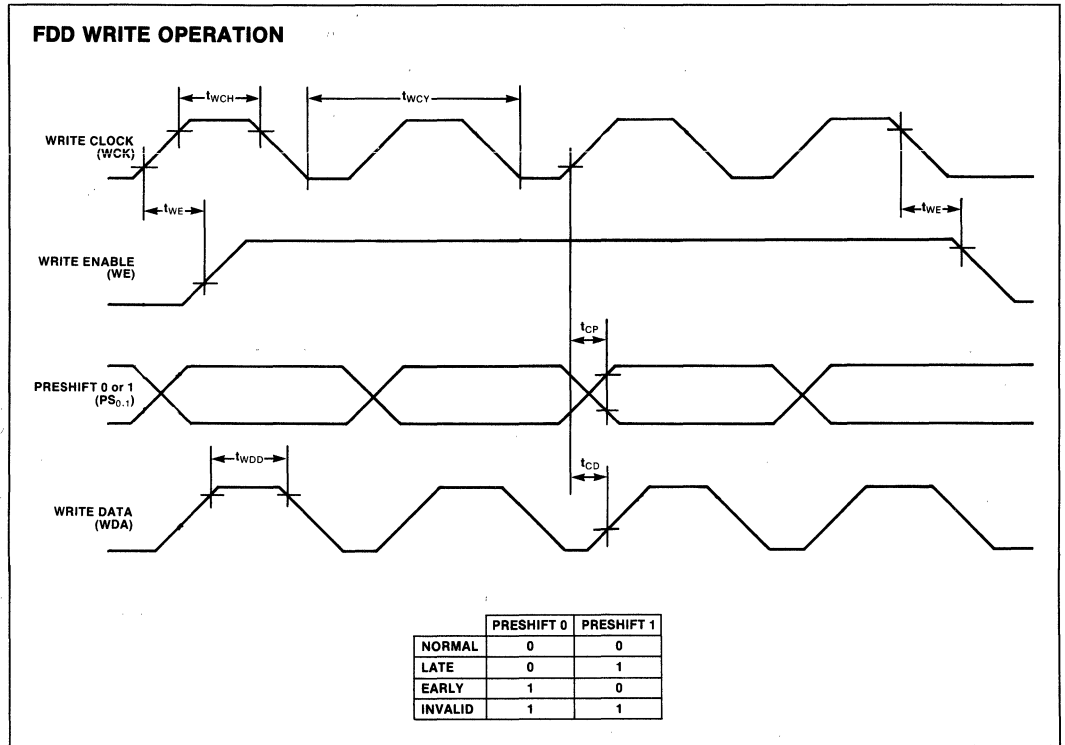 FDD WRITE OPERATION
tWCH
tWCY
WRITE CLOCK
(WCK)
tWE
tWE
WRITE ENABLE
(WE)
tCP
PRESHIFT 0 or 1
(PS0,1)
tWDD
tCD
WRITE DATA
(WDA)
PRESHIFT 0 PRESHIFT 1
NORMAL 0 0
LATE 0 1
EARLY 1 0
INVALID 1 1